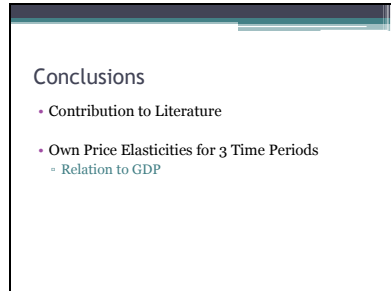 Conclusions
• Contribution to Literature
• Own Price Elasticities for 3 Time Periods
▫ Relation to GDP